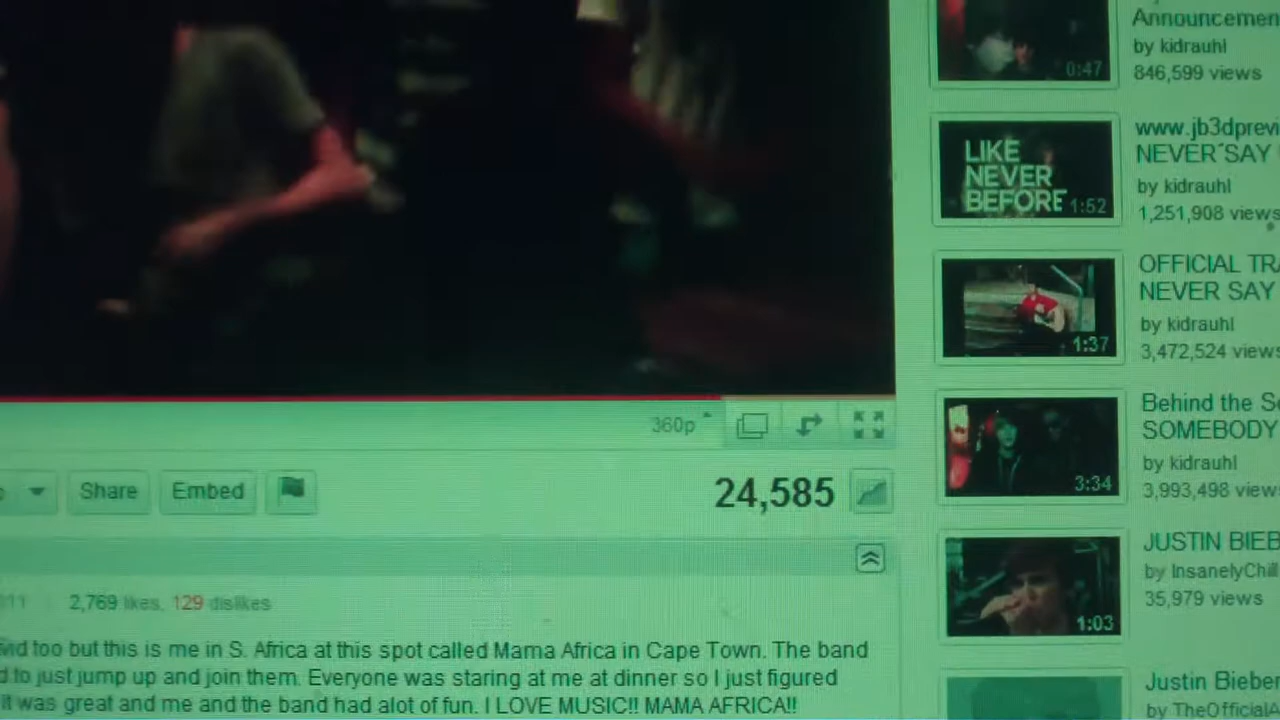 360p
Share
Embed
24,585
2,769 likes, 129 dislikes
vid too but this is me in S. Africa at this spot called Mama Africa in Cape Town. The band
to just jump up and join them. Everyone was staring at me at dinner so I just figured
it was great and me and the band had alot of fun. I LOVE MUSIC!! MAMA AFRICA!!
0:47
Announcemen
by kidrauhl
846,599 views
LIKE
NEVER
BEFORE
1:52
www.jb3dprevi
NEVER SAY
by kidrauhl
1,251,908 views
1:37
OFFICIAL TRA
NEVER SAY
by kidrauhl
3,472,524 views
3:34
Behind the Sc
SOMEBODY
by kidrauhl
3,993,498 view
1:03
JUSTIN BIEB
by InsanelyChill
35,979 views
Justin Bieber
by TheOfficialA